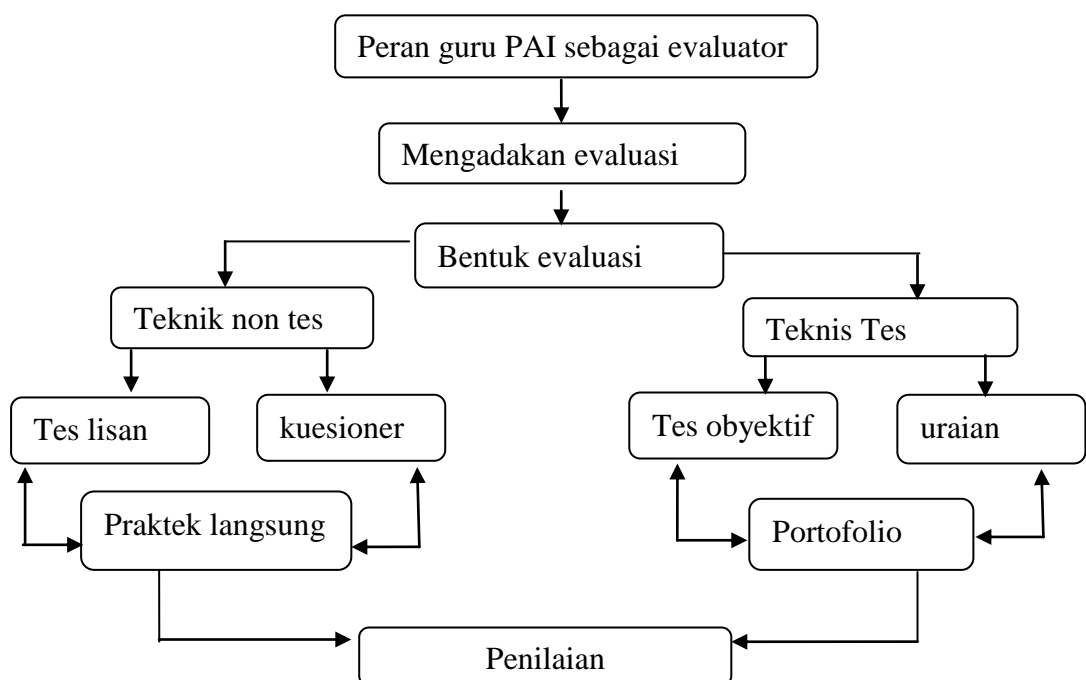 Peran guru PAI sebagai evaluator
Mengadakan evaluasi
Bentuk evaluasi
Teknik non tes
Teknis Tes
Tes lisan
kuesioner
Tes obyektif
uraian
Praktek langsung
Portofolio
Penilaian